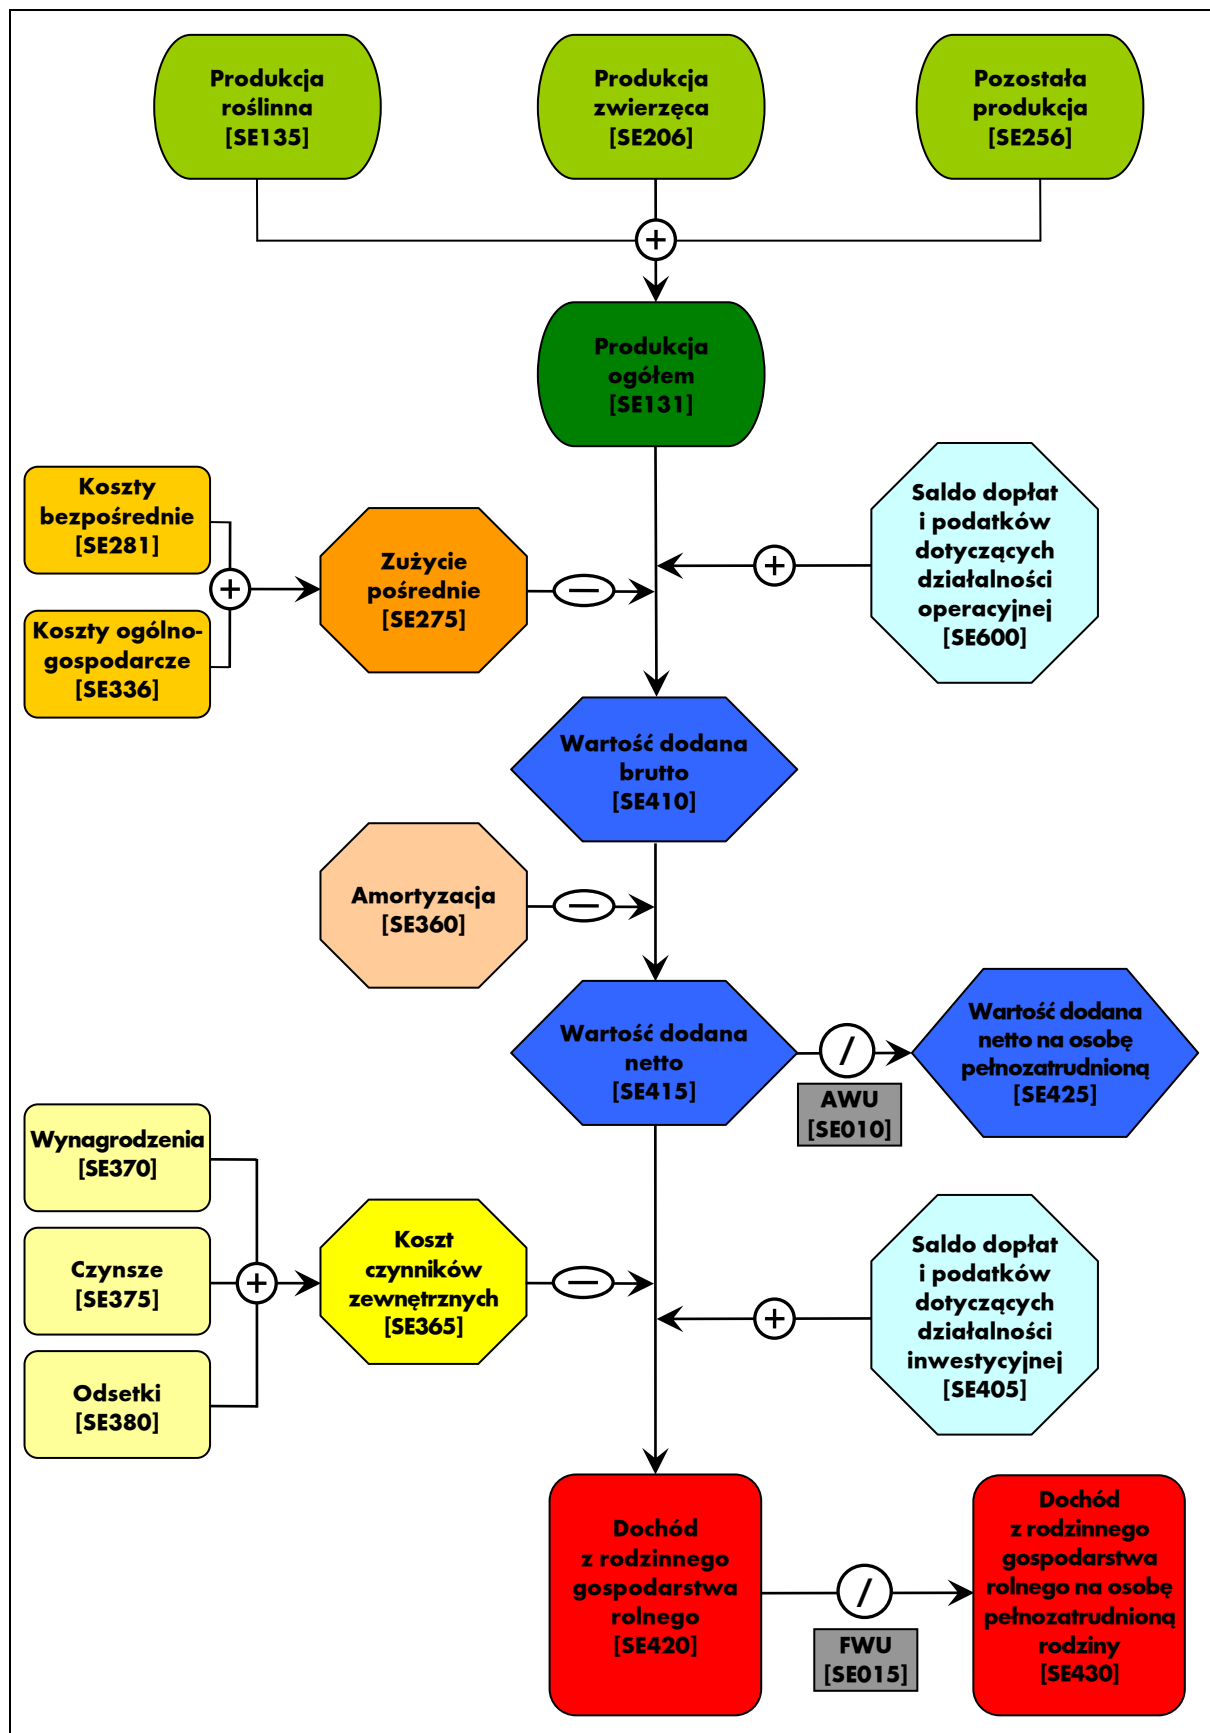 Produkcja
roślinna
[SE135]
Produkcja
zwierzęca
[SE206]
Pozostała
produkcja
[SE256]
+
Produkcja
ogółem
[SE131]
Koszty
bezpośrednie
[SE281]
+
Koszty ogólno-
gospodarcze
[SE336]
Zużycie
pośrednie
[SE275]
−
Saldo dopłat
i podatków
dotyczących
działalności
operacyjnej
[SE600]
+
Wartość dodana
brutto
[SE410]
Amortyzacja
[SE360]
−
Wartość dodana
netto
[SE415]
/
AWU
[SE010]
Wartość dodana
netto na osobę
pełnozatrudnioną
[SE425]
Wynagrodzenia
[SE370]
Czynsze
[SE375]
+
Odsetki
[SE380]
Koszt
czynników
zewnętrznych
[SE365]
−
Saldo dopłat
i podatków
dotyczących
działalności
inwestycyjnej
[SE405]
+
Dochód
z rodzinnego
gospodarstwa
rolnego
[SE420]
/
FWU
[SE015]
Dochód
z rodzinnego
gospodarstwa
rolnego na osobę
pełnozatrudnioną
rodziny
[SE430]